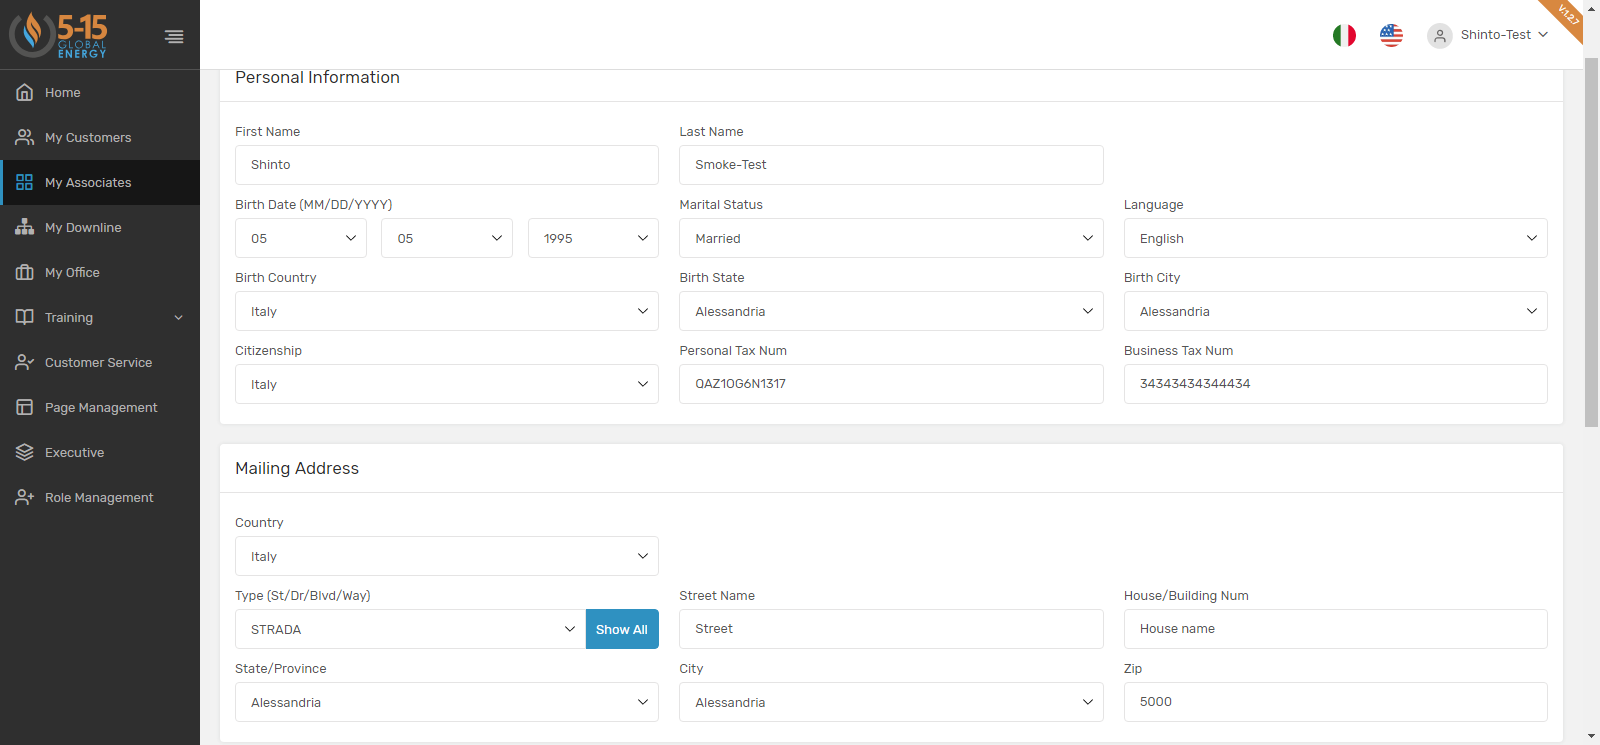 5-15
GLOBAL
ENERGY
Shinto-Test
V.1.2.7
Home
My Customers
My Associates
My Downline
My Office
Training
Customer Service
Page Management
Executive
Role Management
Personal Information
First Name
Last Name
Shinto
Smoke-Test
Birth Date (MM/DD/YYYY)
Marital Status
Language
05
05
1995
Married
English
Birth Country
Birth State
Birth City
Italy
Alessandria
Alessandria
Citizenship
Personal Tax Num
Business Tax Num
Italy
QAZ10G6N1317
34343434344434
Mailing Address
Country
Italy
Type (St/Dr/Blvd/Way)
Street Name
House/Building Num
STRADA
Show All
Street
House name
State/Province
City
Zip
Alessandria
Alessandria
5000